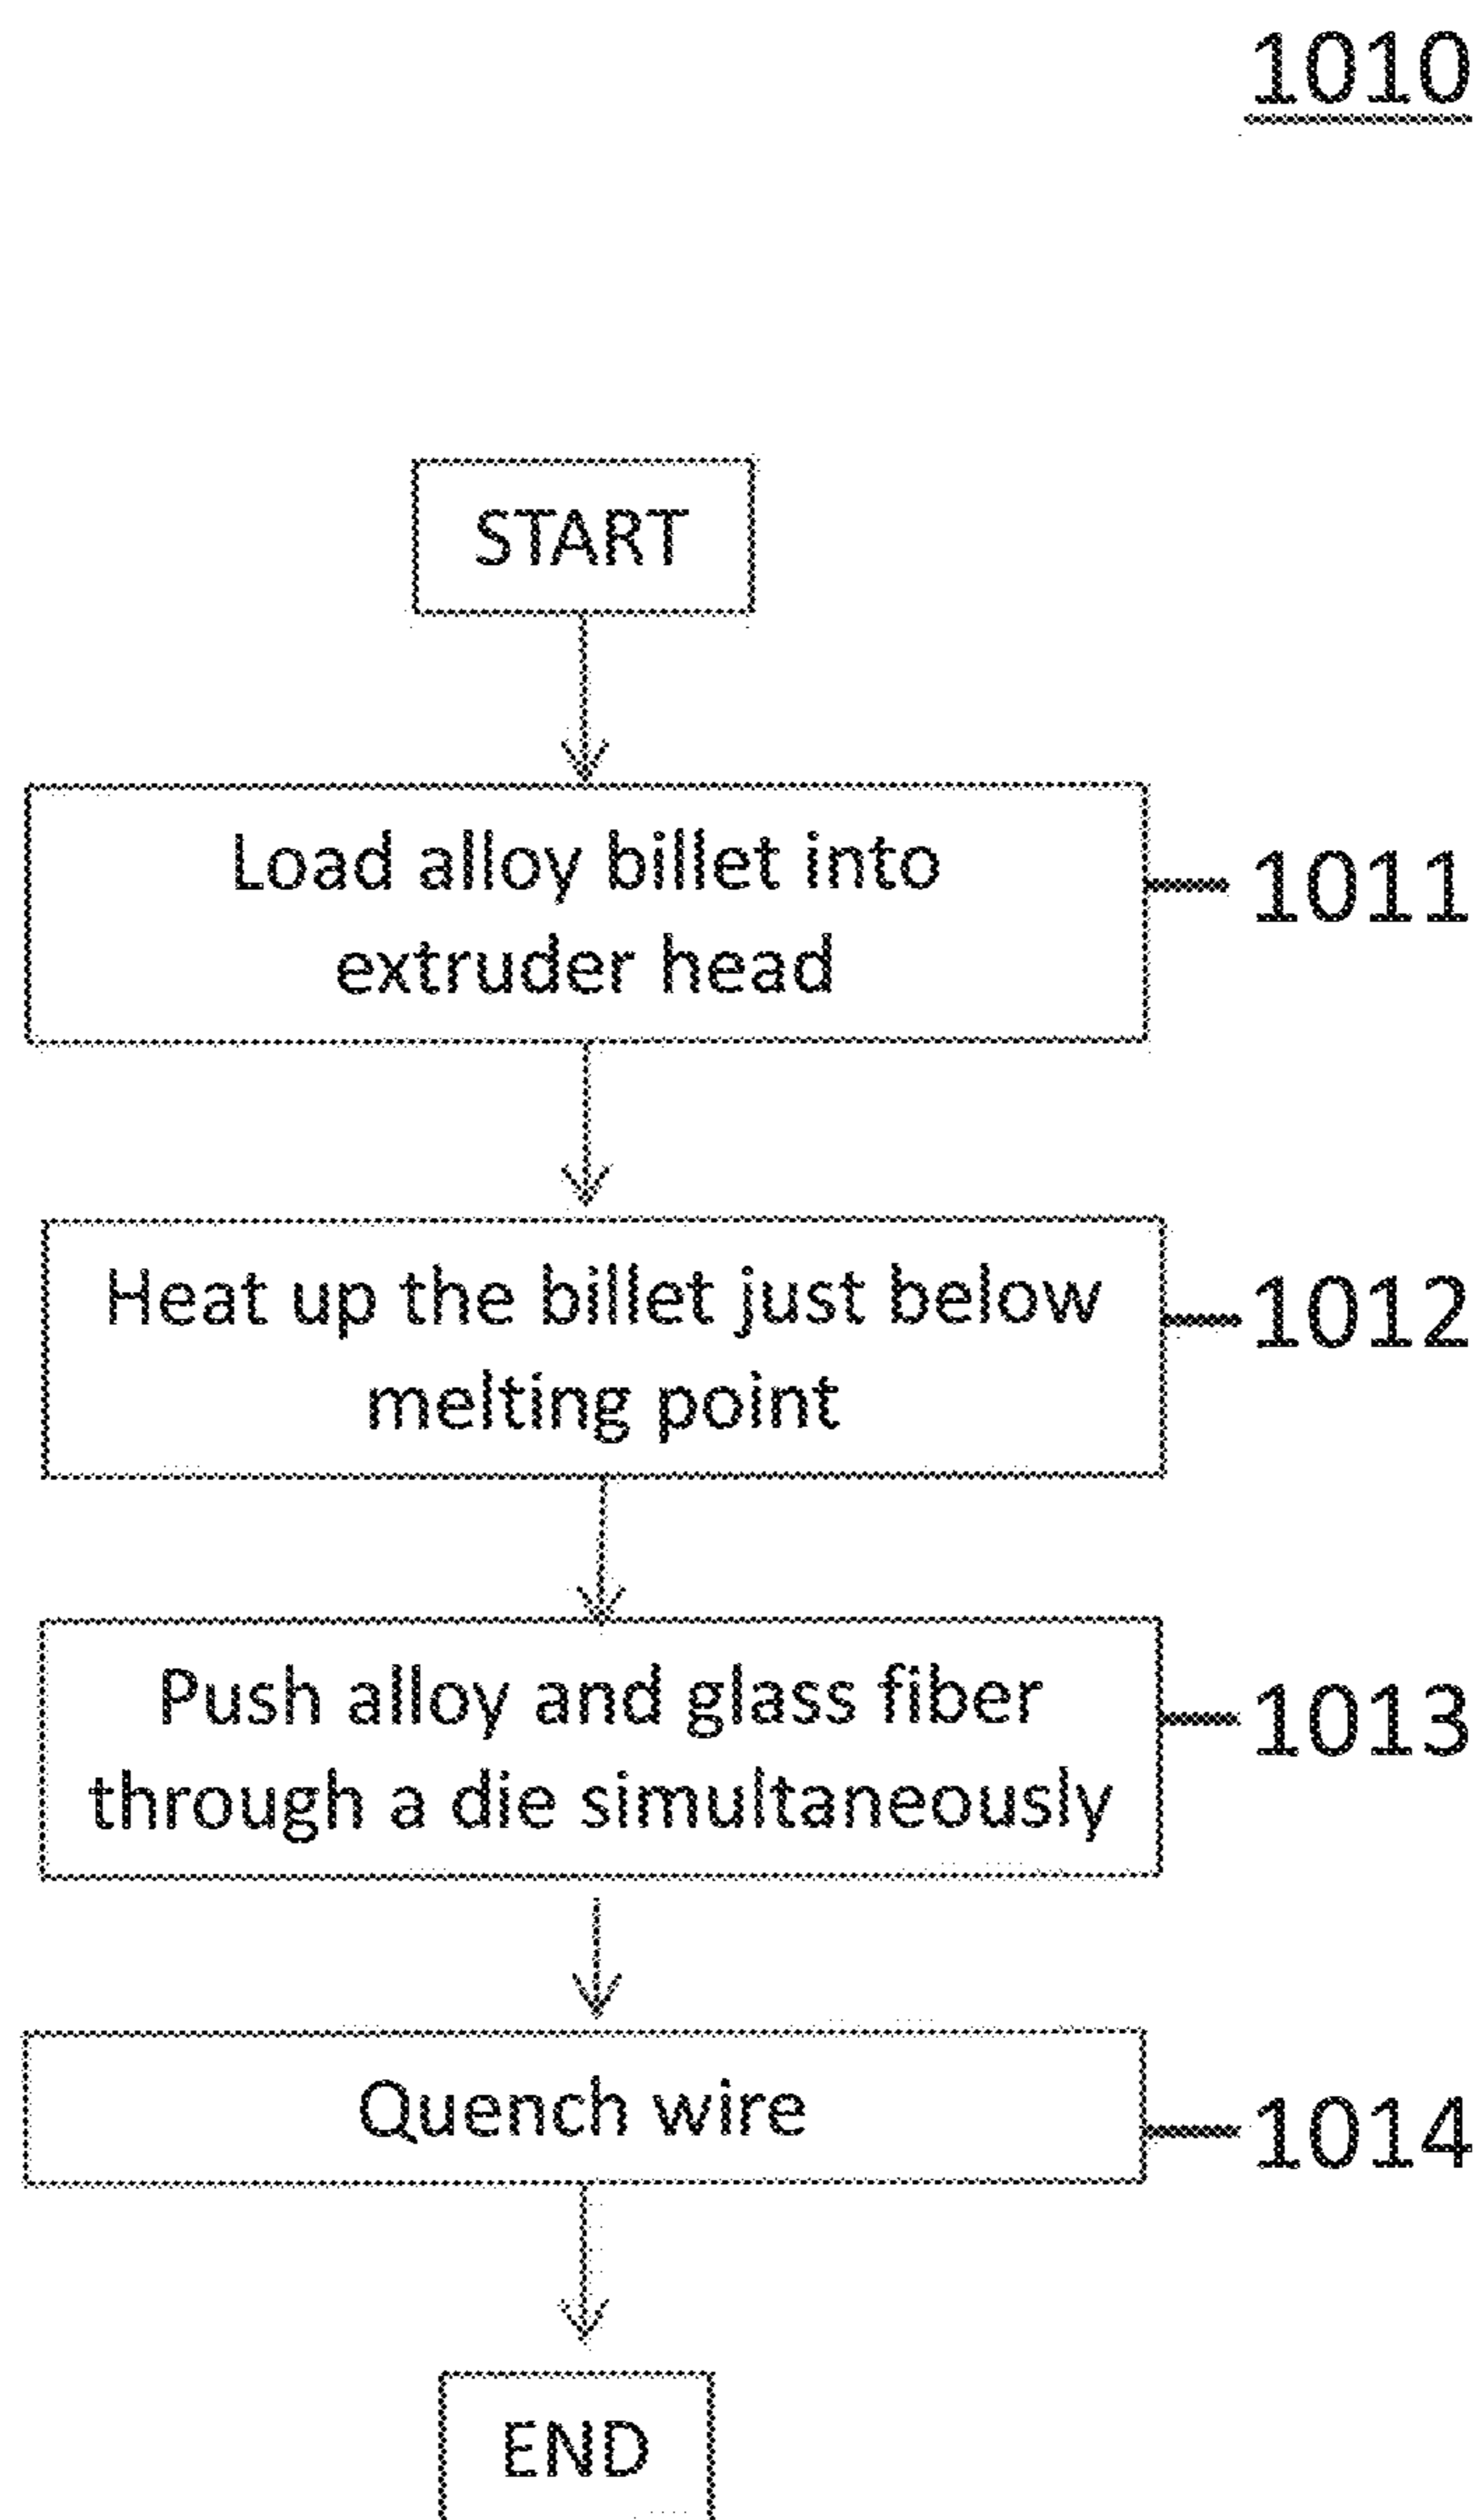 1010
START
Load alloy billet into
extruder head
1011
Heat up the billet just below
melting point
1012
Push alloy and glass fiber
through a die simultaneously
1013
Quench wire
1014
END